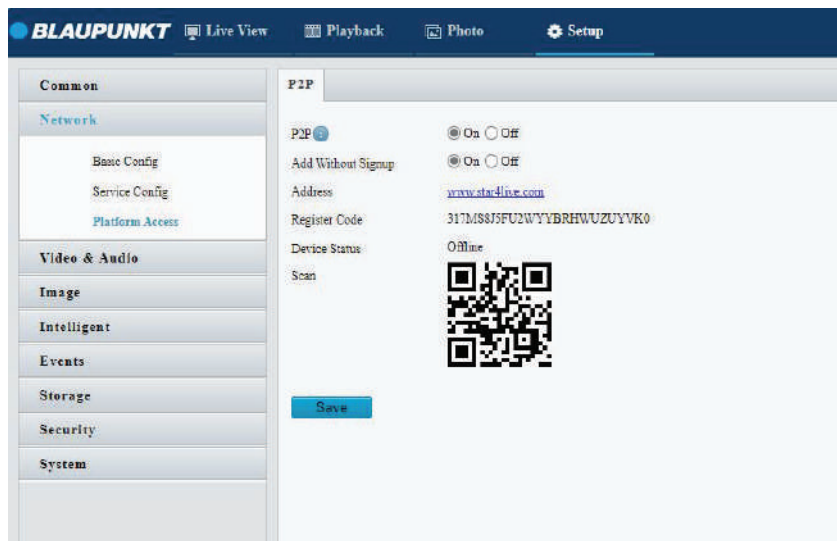 BLAUPUNKT Live View Playback Photo Setup
Common
Network
Basic Config
Service Config
Platform Access
Video & Audio
Image
Intelligent
Events
Storage
Security
System
P2P
P2P On Off
Add Without Signup On Off
Address www.star4live.com
Register Code 317MS8J5FU2WYYBRHWUZUYVK0
Device Status Offline
Scan
Save